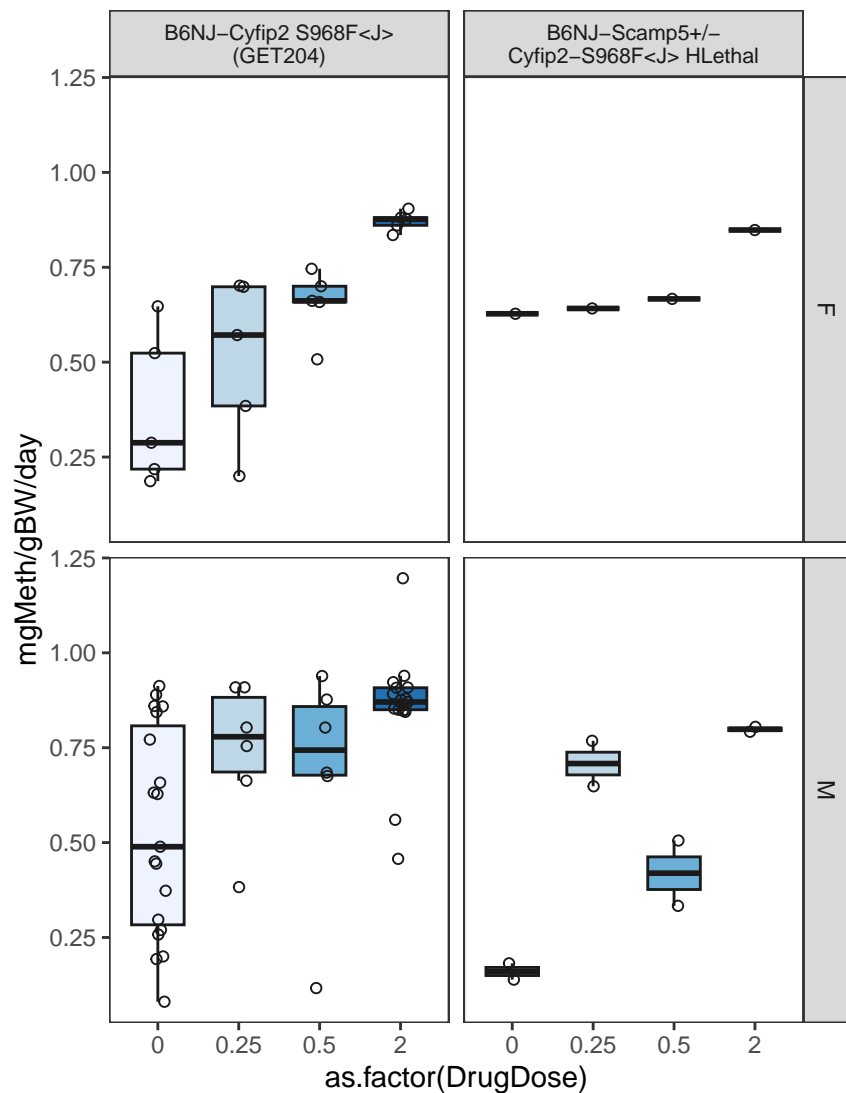 B6NJ−Cyfip2 S968F<J>
(GET204)
B6NJ−Scamp5+/−
Cyfip2−S968F<J> HLethal
1.25
1.00
0.75
0.50
0.25
F
1.25
1.00
0.75
0.50
0.25
M
mgMeth/gBW/day
0 0.25 0.5 2
0 0.25 0.5 2
as.factor(DrugDose)